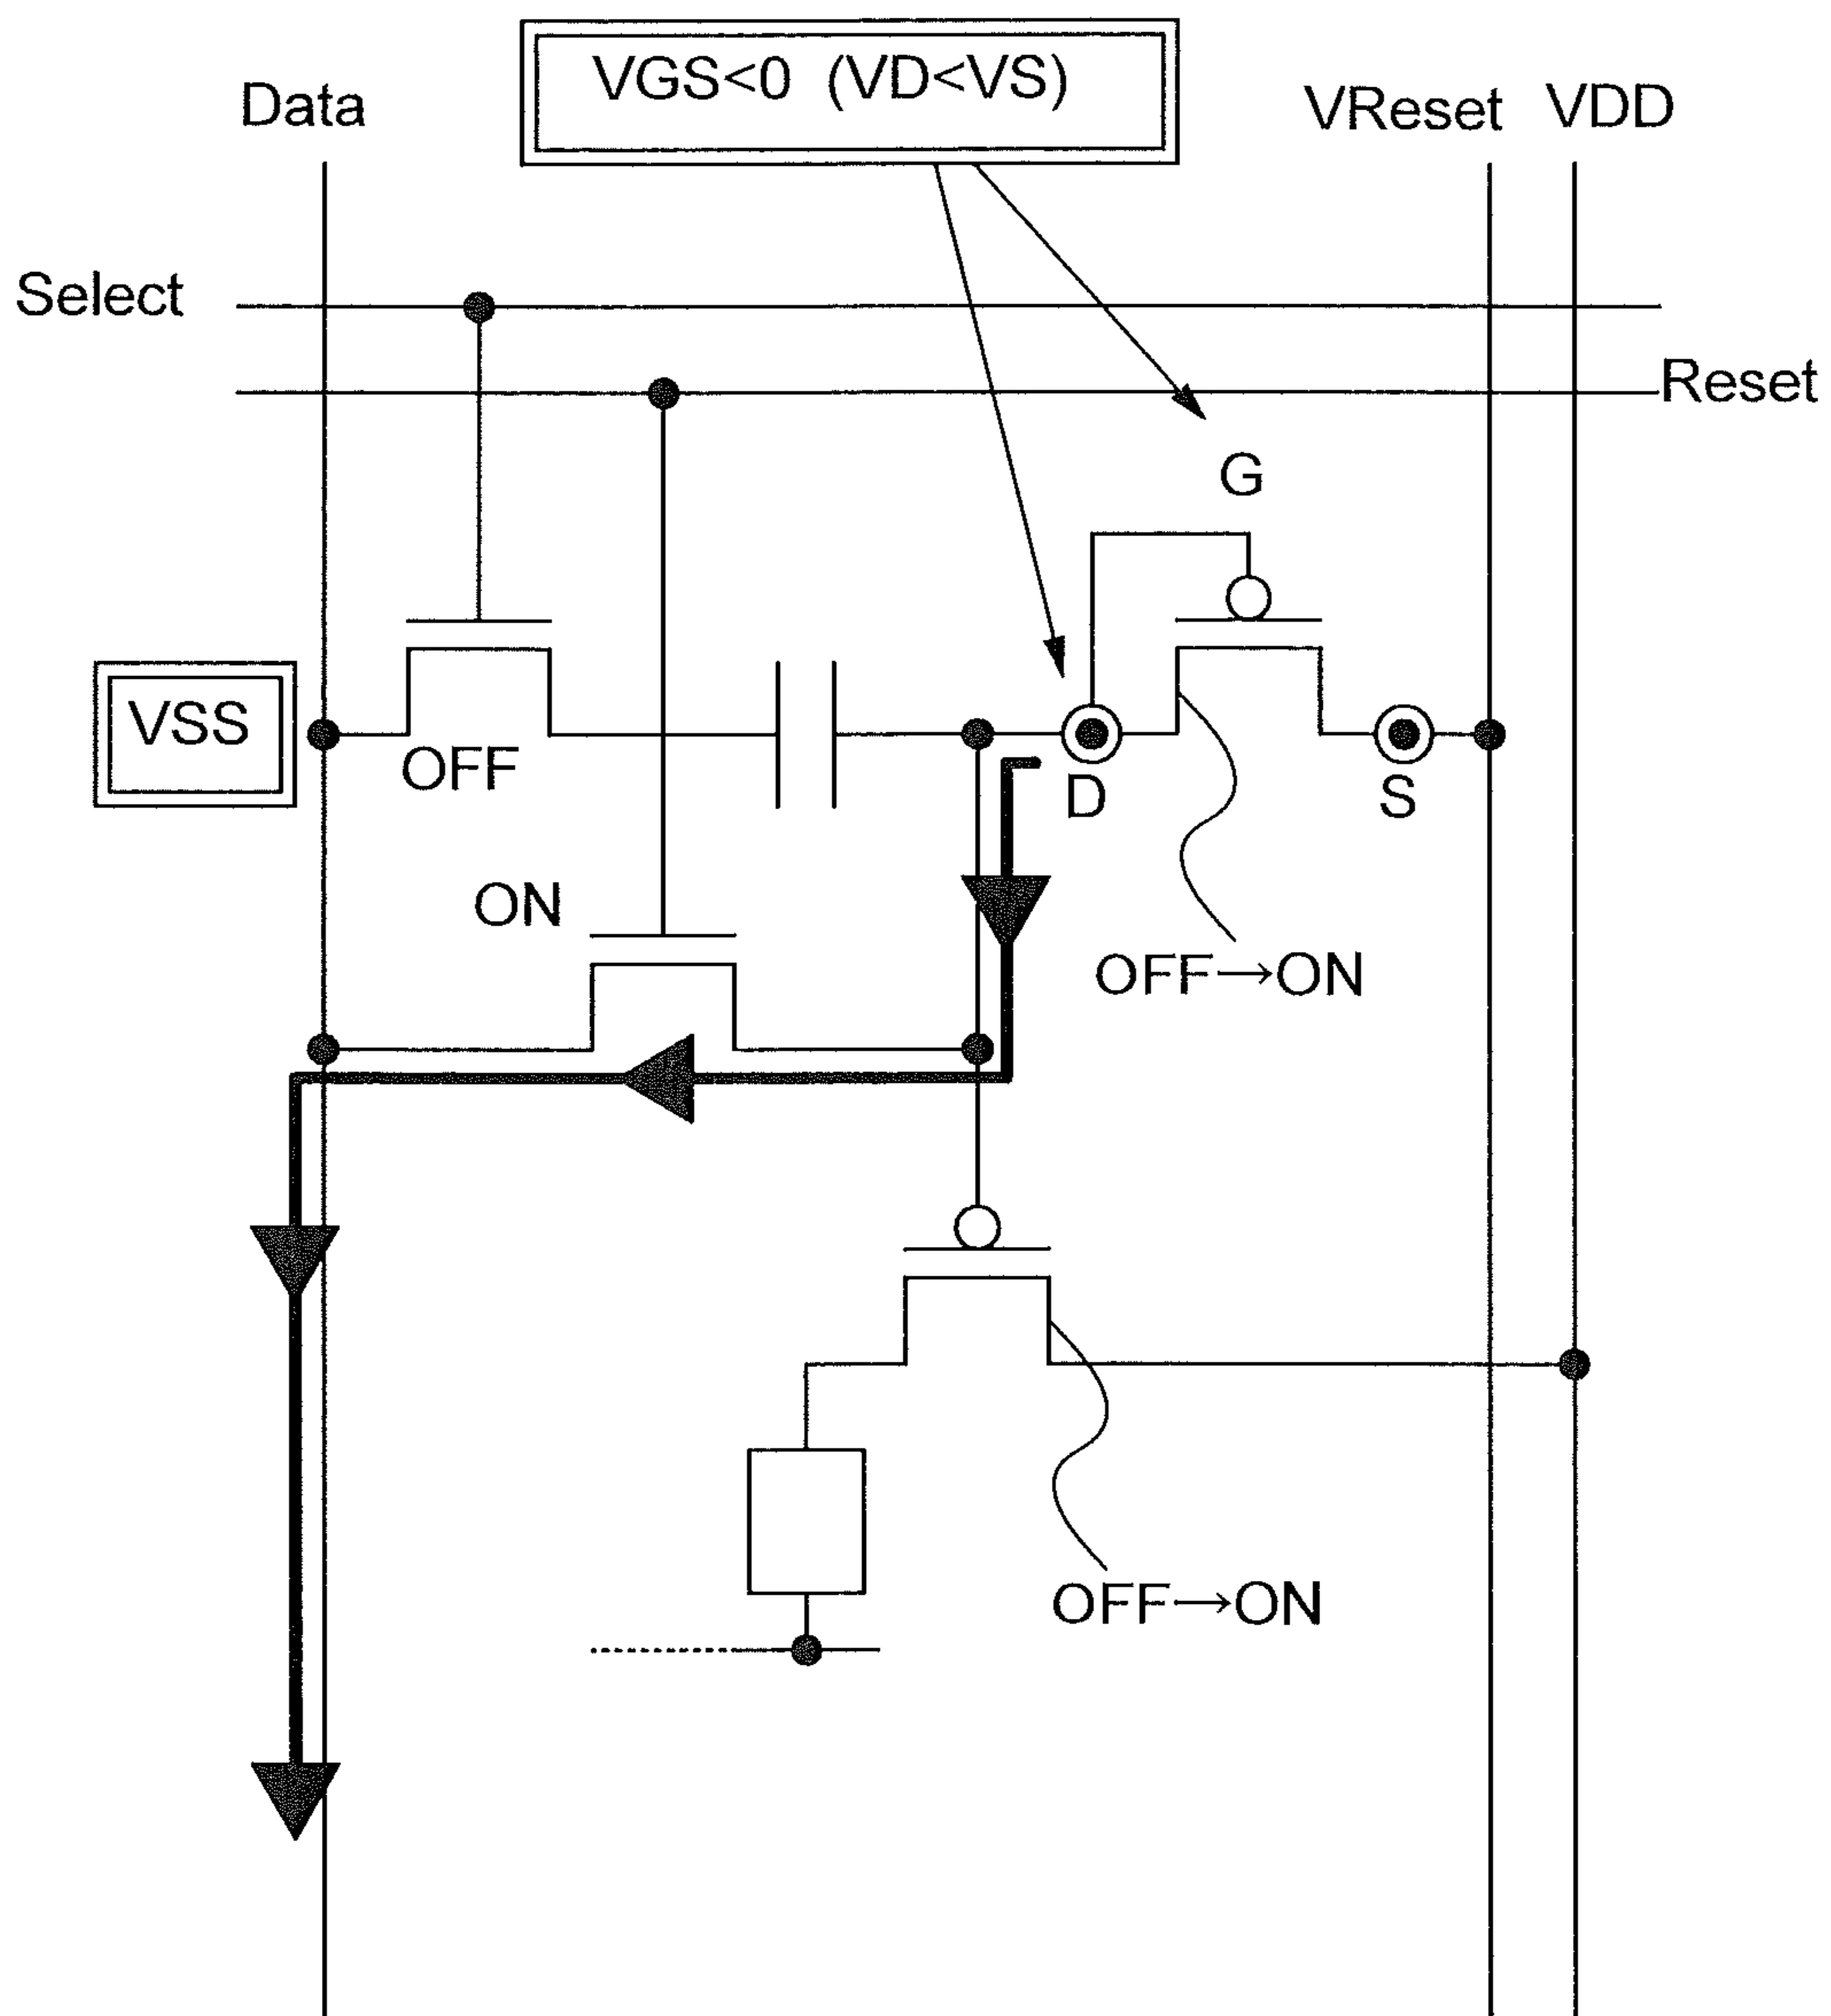 VGS<0 (VD<VS)
Data
VReset
VDD
Select
Reset
G
VSS
OFF
D
S
ON
OFF→ON
OFF→ON